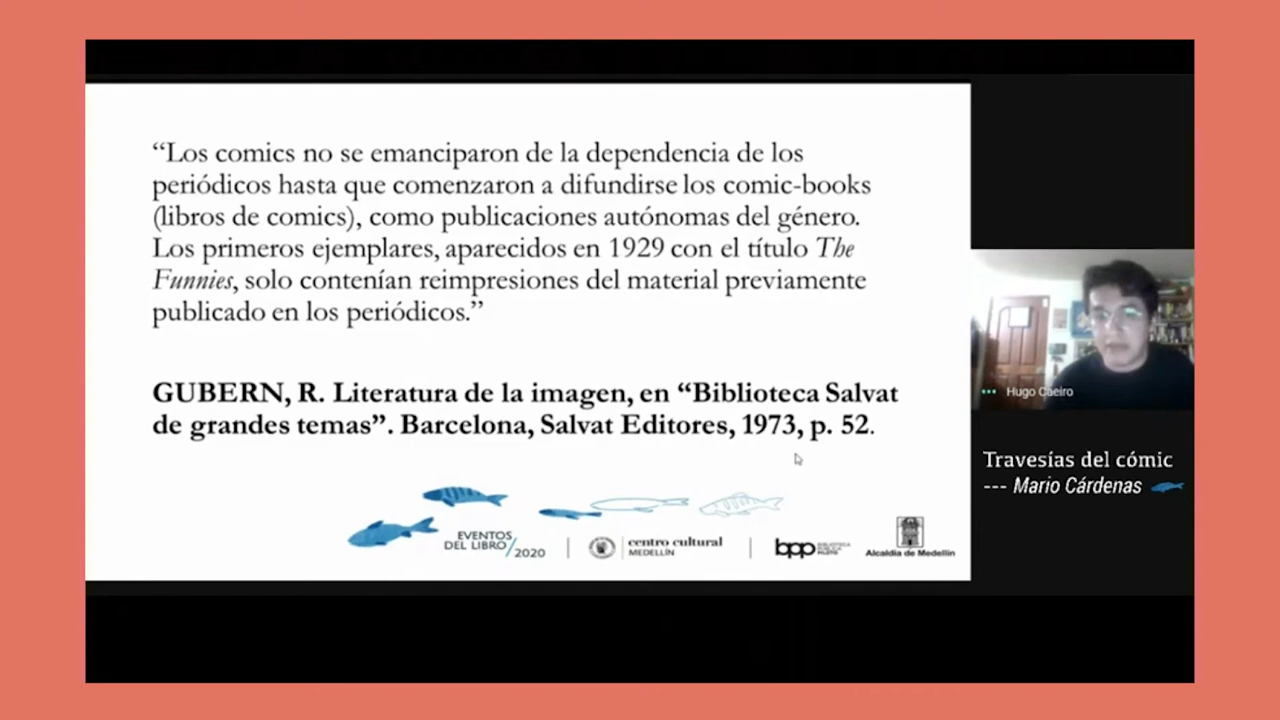 “Los comics no se emanciparon de la dependencia de los
periódicos hasta que comenzaron a difundirse los comic-books
(libros de comics), como publicaciones autónomas del género.
Los primeros ejemplares, aparecidos en 1929 con el título The
Funnies, solo contenían reimpresiones del material previamente
publicado en los periódicos.”
GUBERN, R. Literatura de la imagen, en “Biblioteca Salvat
de grandes temas”. Barcelona, Salvat Editores, 1973, p. 52.
EVENTOS
DEL LIBRO/2020
centro cultural
MEDELLÍN
bpp
BIBLIOTECA
PÚBLICA
PILOTO
Alcaldía de Medellín
Hugo Caeiro
Travesías del cómic
--- Mario Cárdenas